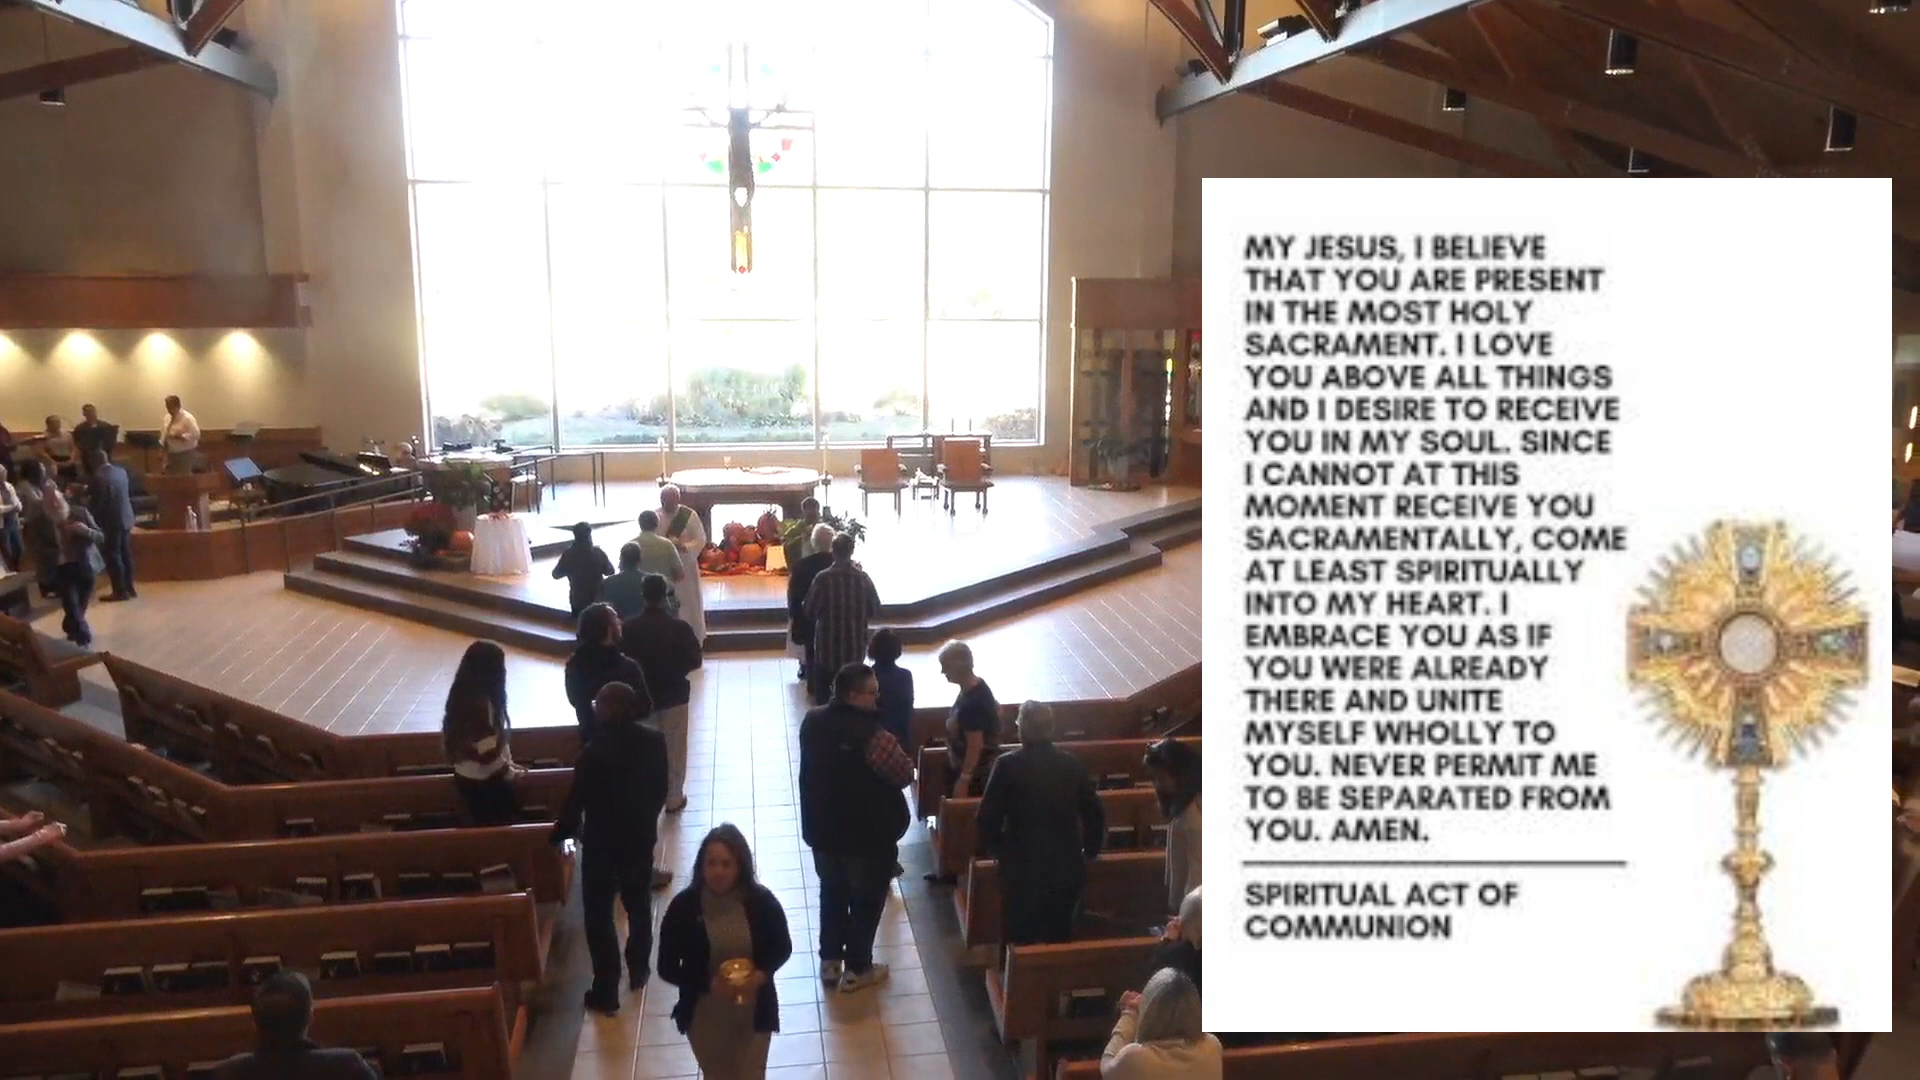 MY JESUS, I BELIEVE
THAT YOU ARE PRESENT
IN THE MOST HOLY
SACRAMENT. I LOVE
YOU ABOVE ALL THINGS
AND I DESIRE TO RECEIVE
YOU IN MY SOUL. SINCE
I CANNOT AT THIS
MOMENT RECEIVE YOU
SACRAMENTALLY, COME
AT LEAST SPIRITUALLY
INTO MY HEART. I
EMBRACE YOU AS IF
YOU WERE ALREADY
THERE AND UNITE
MYSELF WHOLLY TO
YOU. NEVER PERMIT ME
TO BE SEPARATED FROM
YOU. AMEN.
SPIRITUAL ACT OF
COMMUNION